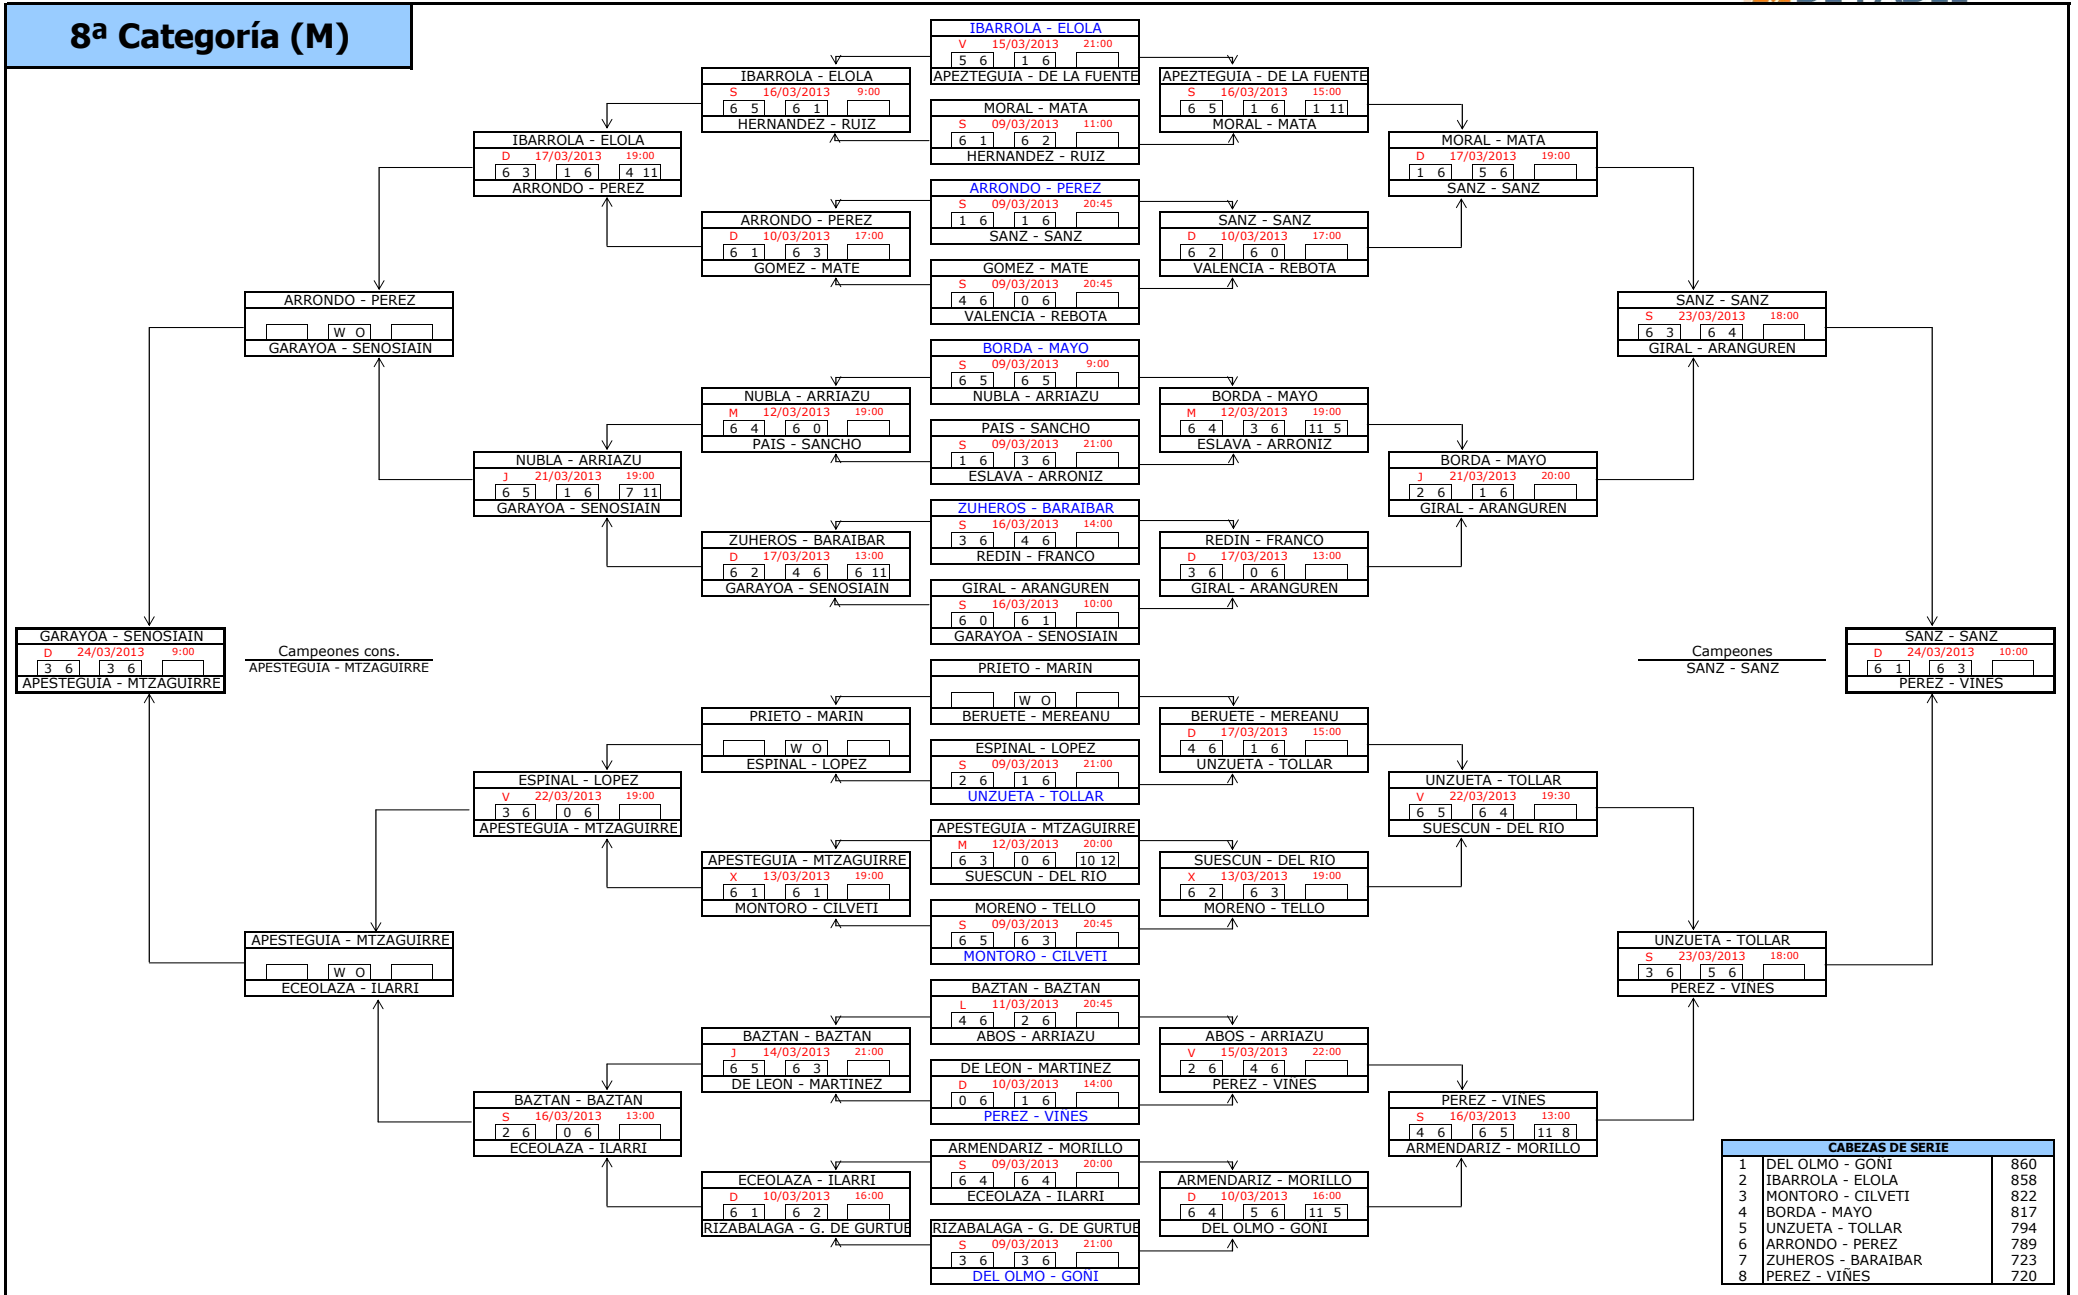 8ª Categoría (M)
IBARROLA - ELOLA
V 15/03/2013 21:00
5 6 1 6
APEZTEGUIA - DE LA FUENTE
MORAL - MATA
S 09/03/2013 11:00
6 1 6 2
HERNANDEZ - RUIZ
ARRONDO - PEREZ
S 09/03/2013 20:45
1 6 1 6
SANZ - SANZ
GOMEZ - MATE
S 09/03/2013 20:45
4 6 0 6
VALENCIA - REBOTA
BORDA - MAYO
S 09/03/2013 9:00
6 5 6 5
NUBLA - ARRIAZU
PAIS - SANCHO
S 09/03/2013 21:00
1 6 3 6
ESLAVA - ARRONIZ
ZUHEROS - BARAIBAR
S 16/03/2013 14:00
3 6 4 6
REDIN - FRANCO
GIRAL - ARANGUREN
S 16/03/2013 10:00
6 0 6 1
GARAYOA - SENOSIAIN
PRIETO - MARIN
W O
BERUETE - MEREANU
ESPINAL - LOPEZ
S 09/03/2013 21:00
2 6 1 6
UNZUETA - TOLLAR
APESTEGUIA - MTZAGUIRRE
M 12/03/2013 20:00
6 3 0 6 10 12
SUESCUN - DEL RIO
MORENO - TELLO
S 09/03/2013 20:45
6 5 6 3
MONTORO - CILVETI
BAZTAN - BAZTAN
L 11/03/2013 20:45
4 6 2 6
ABOS - ARRIAZU
DE LEON - MARTINEZ
D 10/03/2013 14:00
0 6 1 6
PEREZ - VIÑES
ARMENDARIZ - MORILLO
S 09/03/2013 20:00
6 4 6 4
ECEOLAZA - ILARRI
RIZABALAGA - G. DE GURTUB
S 09/03/2013 21:00
3 6 3 6
DEL OLMO - GOÑI
IBARROLA - ELOLA
S 16/03/2013 9:00
6 5 6 1
HERNANDEZ - RUIZ
ARRONDO - PEREZ
D 10/03/2013 17:00
6 1 6 3
GOMEZ - MATE
NUBLA - ARRIAZU
M 12/03/2013 19:00
6 4 6 0
PAIS - SANCHO
ZUHEROS - BARAIBAR
D 17/03/2013 13:00
6 2 4 6 6 11
GARAYOA - SENOSIAIN
PRIETO - MARIN
W O
ESPINAL - LOPEZ
APESTEGUIA - MTZAGUIRRE
X 13/03/2013 19:00
6 1 6 1
MONTORO - CILVETI
BAZTAN - BAZTAN
J 14/03/2013 21:00
6 5 6 3
DE LEON - MARTINEZ
ECEOLAZA - ILARRI
D 10/03/2013 16:00
6 1 6 2
RIZABALAGA - G. DE GURTUB
IBARROLA - ELOLA
D 17/03/2013 19:00
6 3 1 6 4 11
ARRONDO - PEREZ
NUBLA - ARRIAZU
J 21/03/2013 19:00
6 5 1 6 7 11
GARAYOA - SENOSIAIN
ESPINAL - LOPEZ
V 22/03/2013 19:00
3 6 0 6
APESTEGUIA - MTZAGUIRRE
BAZTAN - BAZTAN
S 16/03/2013 13:00
2 6 0 6
ECEOLAZA - ILARRI
ARRONDO - PEREZ
W O
GARAYOA - SENOSIAIN
APESTEGUIA - MTZAGUIRRE
W O
ECEOLAZA - ILARRI
GARAYOA - SENOSIAIN
D 24/03/2013 9:00
3 6 3 6
APESTEGUIA - MTZAGUIRRE
Campeones cons.
APESTEGUIA - MTZAGUIRRE
APEZTEGUIA - DE LA FUENTE
S 16/03/2013 15:00
6 5 1 6 1 11
MORAL - MATA
SANZ - SANZ
D 10/03/2013 17:00
6 2 6 0
VALENCIA - REBOTA
BORDA - MAYO
M 12/03/2013 19:00
6 4 3 6 11 5
ESLAVA - ARRONIZ
REDIN - FRANCO
D 17/03/2013 13:00
3 6 0 6
GIRAL - ARANGUREN
BERUETE - MEREANU
D 17/03/2013 15:00
4 6 1 6
UNZUETA - TOLLAR
SUESCUN - DEL RIO
X 13/03/2013 19:00
6 2 6 3
MORENO - TELLO
ABOS - ARRIAZU
V 15/03/2013 22:00
2 6 4 6
PEREZ - VIÑES
ARMENDARIZ - MORILLO
D 10/03/2013 16:00
6 4 5 6 11 5
DEL OLMO - GOÑI
MORAL - MATA
D 17/03/2013 19:00
1 6 5 6
SANZ - SANZ
BORDA - MAYO
J 21/03/2013 20:00
2 6 1 6
GIRAL - ARANGUREN
UNZUETA - TOLLAR
V 22/03/2013 19:30
6 5 6 4
SUESCUN - DEL RIO
PEREZ - VIÑES
S 16/03/2013 13:00
4 6 6 5 11 8
ARMENDARIZ - MORILLO
SANZ - SANZ
S 23/03/2013 18:00
6 3 6 4
GIRAL - ARANGUREN
UNZUETA - TOLLAR
S 23/03/2013 18:00
3 6 5 6
PEREZ - VIÑES
Campeones
SANZ - SANZ
SANZ - SANZ
D 24/03/2013 10:00
6 1 6 3
PEREZ - VIÑES
CABEZAS DE SERIE
1 DEL OLMO - GOÑI 860
2 IBARROLA - ELOLA 858
3 MONTORO - CILVETI 822
4 BORDA - MAYO 817
5 UNZUETA - TOLLAR 794
6 ARRONDO - PEREZ 789
7 ZUHEROS - BARAIBAR 723
8 PEREZ - VIÑES 720